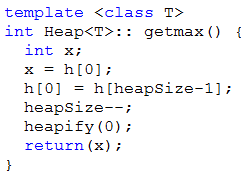 template <class T>
int Heap<T>:: getmax() {
  int x;
  x = h[0];
  h[0] = h[heapSize-1];
  heapSize--;
  heapify(0);
  return(x);
}